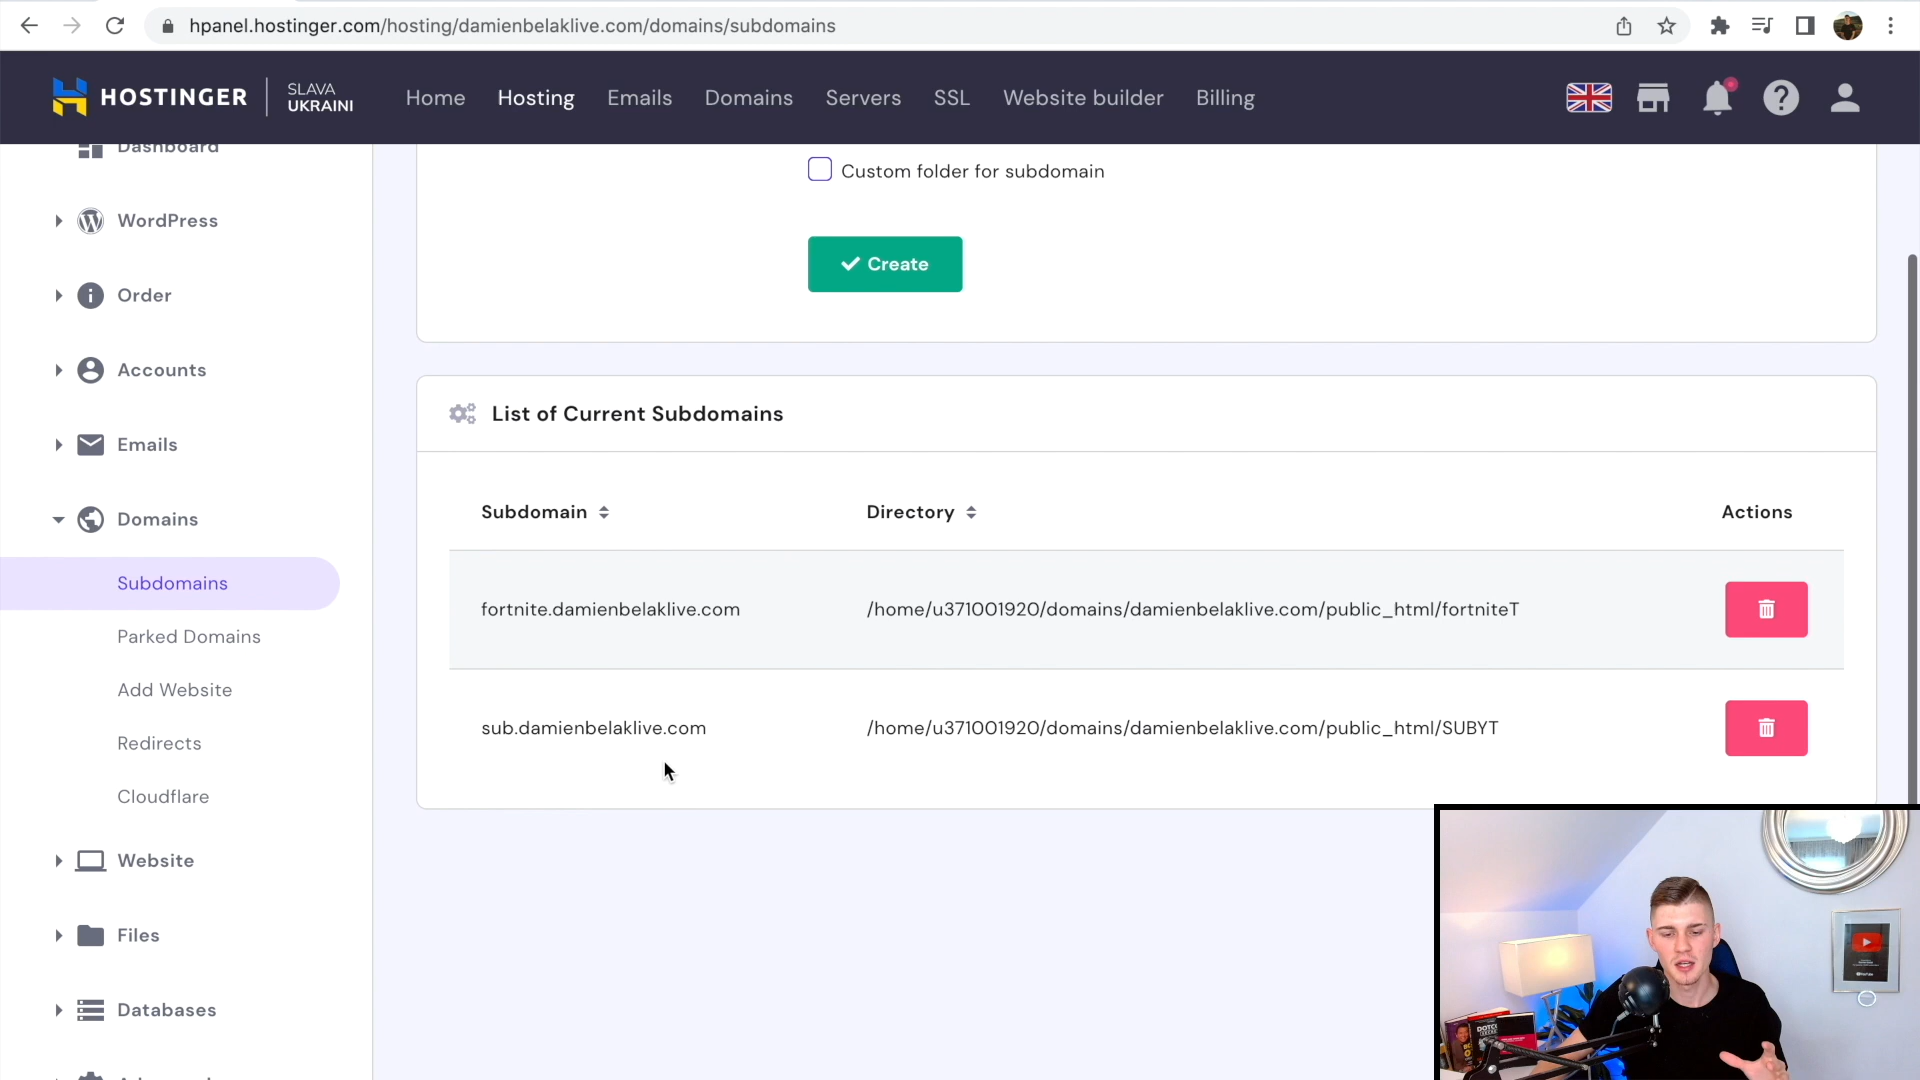 hpanel.hostinger.com/hosting/damienbelaklive.com/domains/subdomains
HOSTINGER
SLAVA
UKRAINI
Home
Hosting
Emails
Domains
Servers
SSL
Website builder
Billing
Dashboard
WordPress
Order
Accounts
Emails
Domains
Subdomains
Parked Domains
Add Website
Redirects
Cloudflare
Website
Files
Databases
Custom folder for subdomain
Create
List of Current Subdomains
Subdomain
Directory
Actions
fortnite.damienbelaklive.com
/home/u371001920/domains/damienbelaklive.com/public_html/fortniteT
sub.damienbelaklive.com
/home/u371001920/domains/damienbelaklive.com/public_html/SUBYT